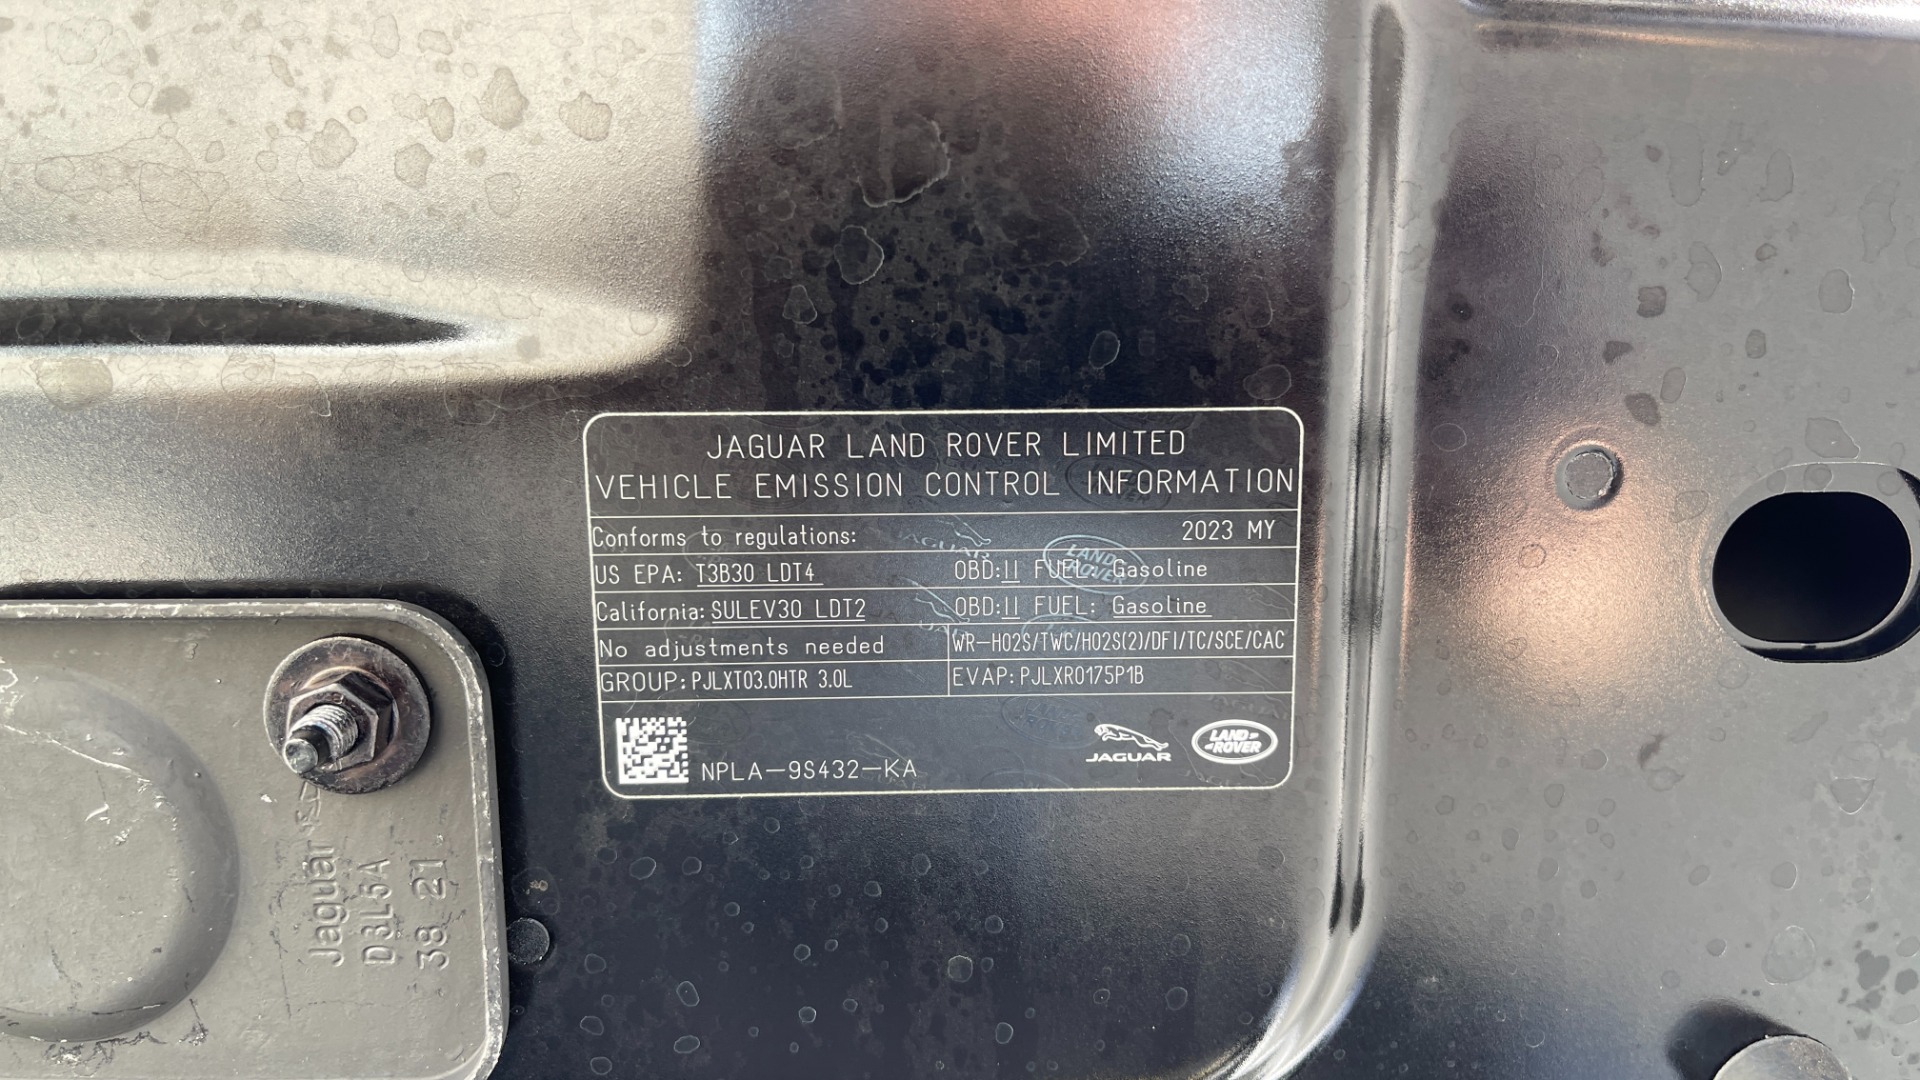 JAGUAR LAND ROVER LIMITED
VEHICLE EMISSION CONTROL INFORMATION
Conforms to regulations: 2023 MY
US EPA: T3B30 LDT4 OBD:II FUEL: Gasoline
California: SULEV30 LDT2 OBD:II FUEL: Gasoline
No adjustments needed WR-HO2S/TWC/HO2S(2)/DFI/TC/SCE/CAC
GROUP: PJLXT03.0HTR 3.0L EVAP: PJLXR0175P1B
NPLA-9S432-KA
JAGUAR
LAND ROVER
Jaguar
D3L5A
38 21